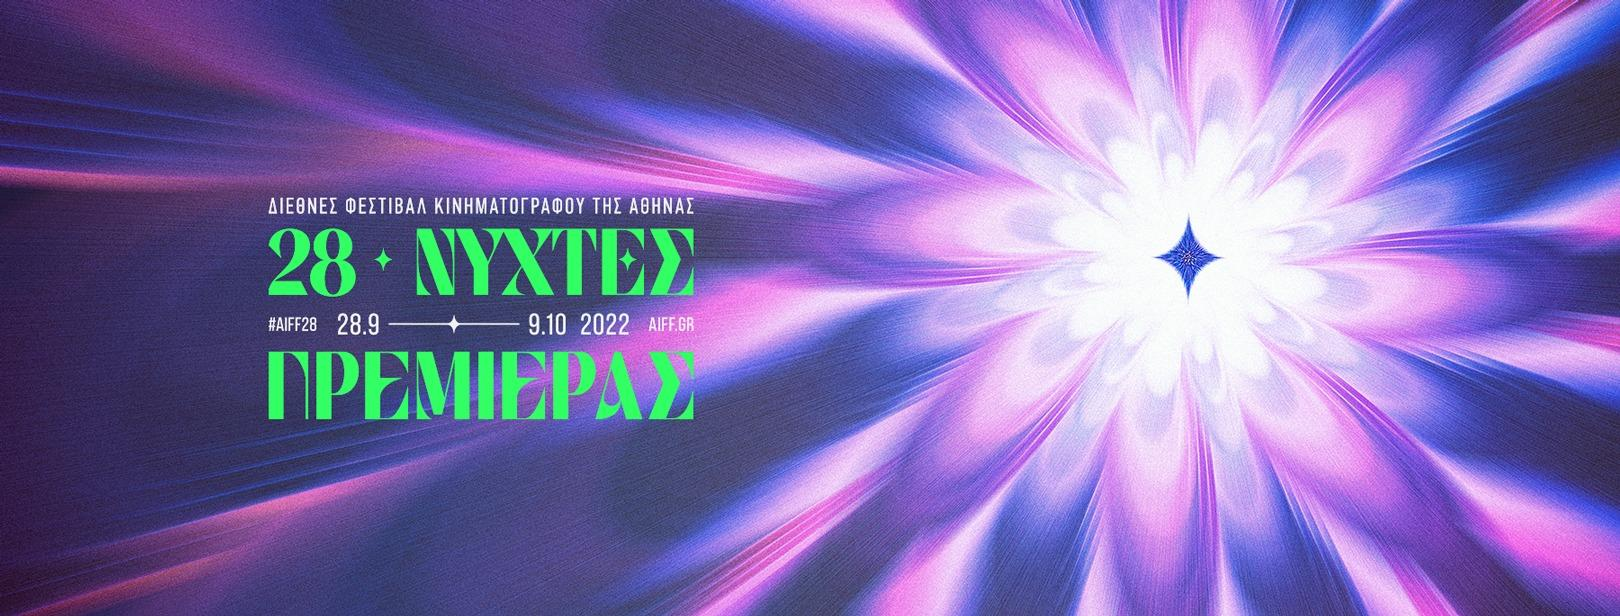 ΔΙΕΘΝΕΣ ΦΕΣΤΙΒΑΛ ΚΙΝΗΜΑΤΟΓΡΑΦΟΥ ΤΗΣ ΑΘΗΝΑΣ
28 ΝΥΧΤΕΣ
#AIFF28 28.9 9.10 2022 AIFF.GR
ΠΡΕΜΙΕΡΑΣ